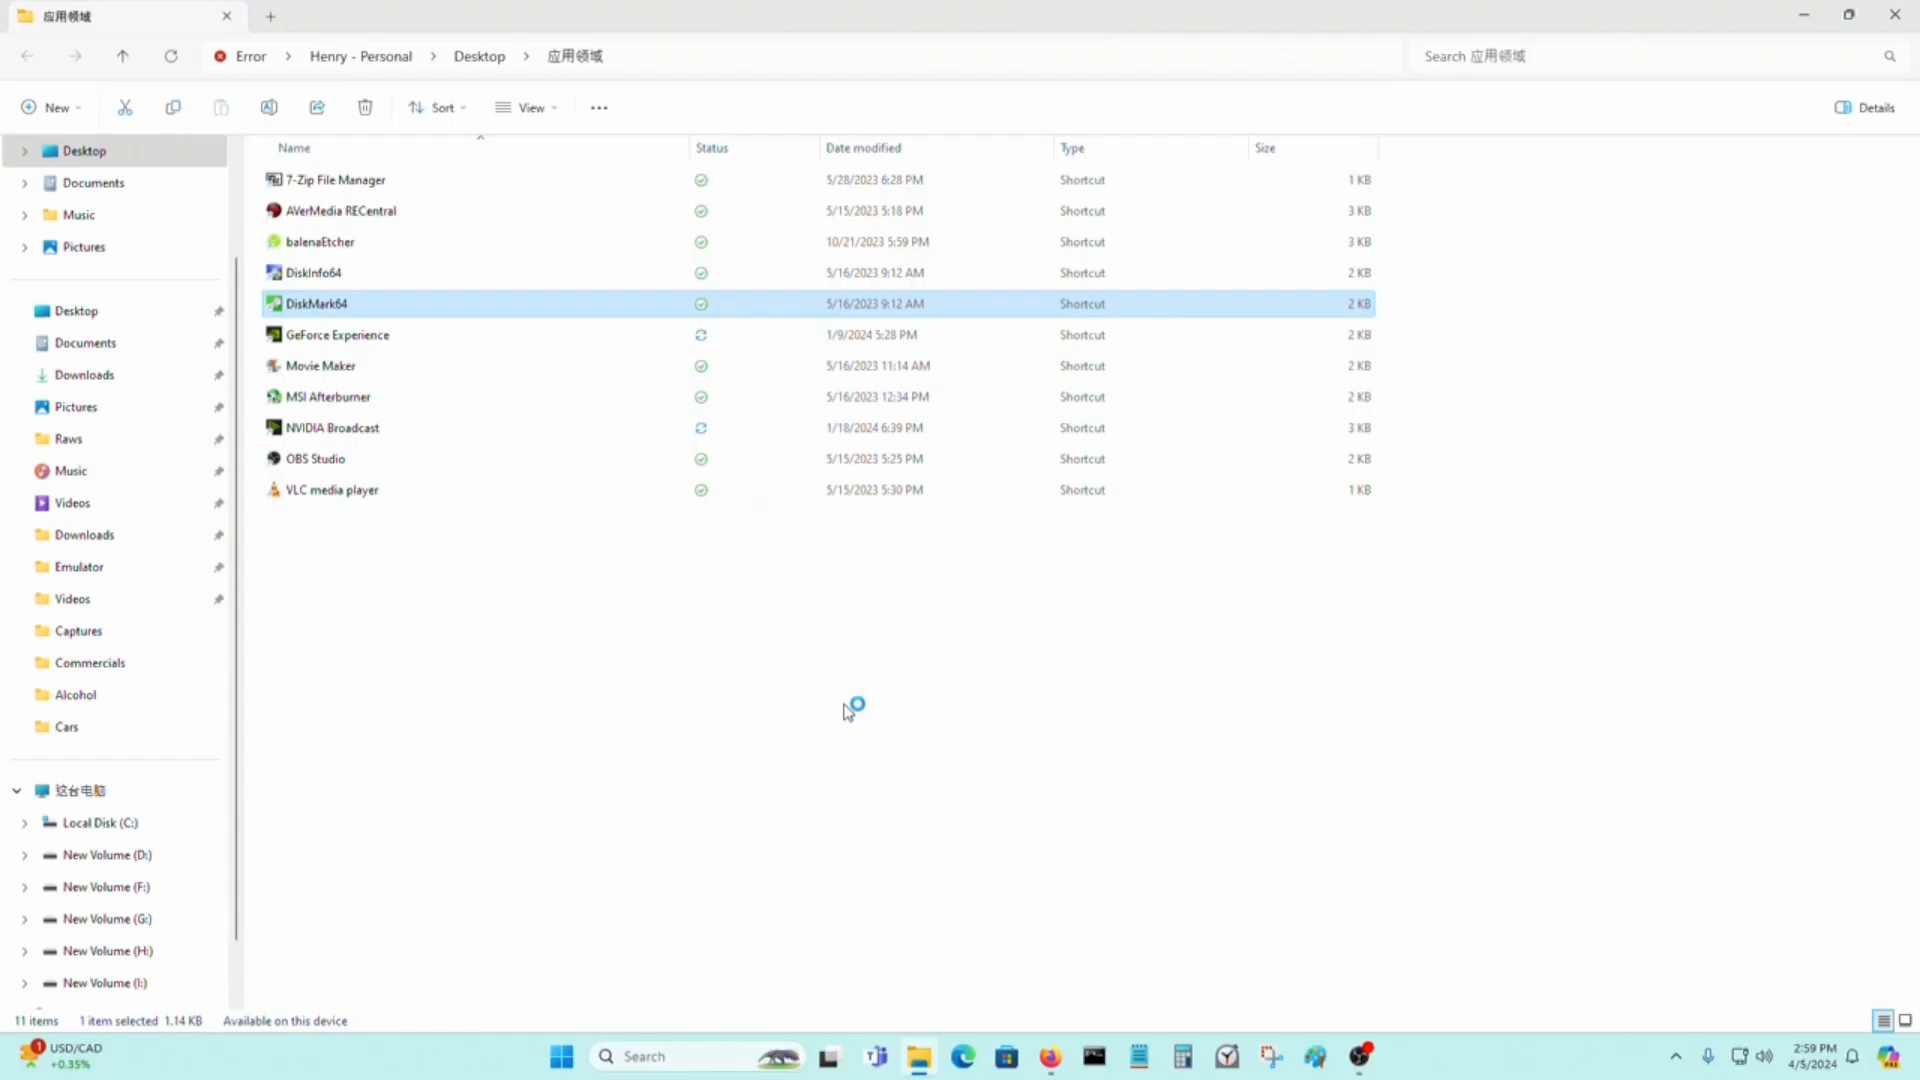 应用领域
Error > Henry - Personal > Desktop > 应用领域
Search 应用领域
New
Sort
View
Details
Desktop
Documents
Music
Pictures
Desktop
Documents
Downloads
Pictures
Raws
Music
Videos
Downloads
Emulator
Videos
Captures
Commercials
Alcohol
Cars
这台电脑
Local Disk (C:)
New Volume (D:)
New Volume (F:)
New Volume (G:)
New Volume (H:)
New Volume (I:)
Name Status Date modified Type Size
7-Zip File Manager 5/28/2023 6:28 PM Shortcut 1 KB
AVerMedia RECentral 5/15/2023 5:18 PM Shortcut 3 KB
balenaEtcher 10/21/2023 5:59 PM Shortcut 3 KB
DiskInfo64 5/16/2023 9:12 AM Shortcut 2 KB
DiskMark64 5/16/2023 9:12 AM Shortcut 2 KB
GeForce Experience 1/9/2024 5:28 PM Shortcut 2 KB
Movie Maker 5/16/2023 11:14 AM Shortcut 2 KB
MSI Afterburner 5/16/2023 12:34 PM Shortcut 2 KB
NVIDIA Broadcast 1/18/2024 6:39 PM Shortcut 3 KB
OBS Studio 5/15/2023 5:25 PM Shortcut 2 KB
VLC media player 5/15/2023 5:30 PM Shortcut 1 KB
11 items 1 item selected 1.14 KB Available on this device
1
USD/CAD
+0.35%
Search
2:59 PM
4/5/2024